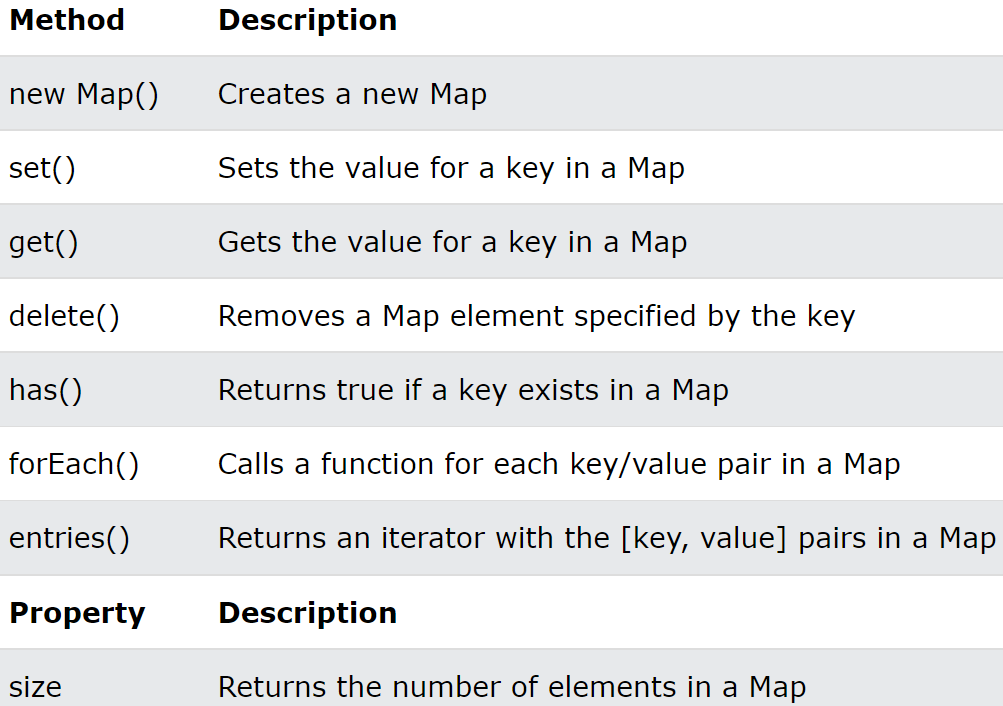 Method Description
new Map() Creates a new Map
set() Sets the value for a key in a Map
get() Gets the value for a key in a Map
delete() Removes a Map element specified by the key
has() Returns true if a key exists in a Map
forEach() Calls a function for each key/value pair in a Map
entries() Returns an iterator with the [key, value] pairs in a Map
Property Description
size Returns the number of elements in a Map